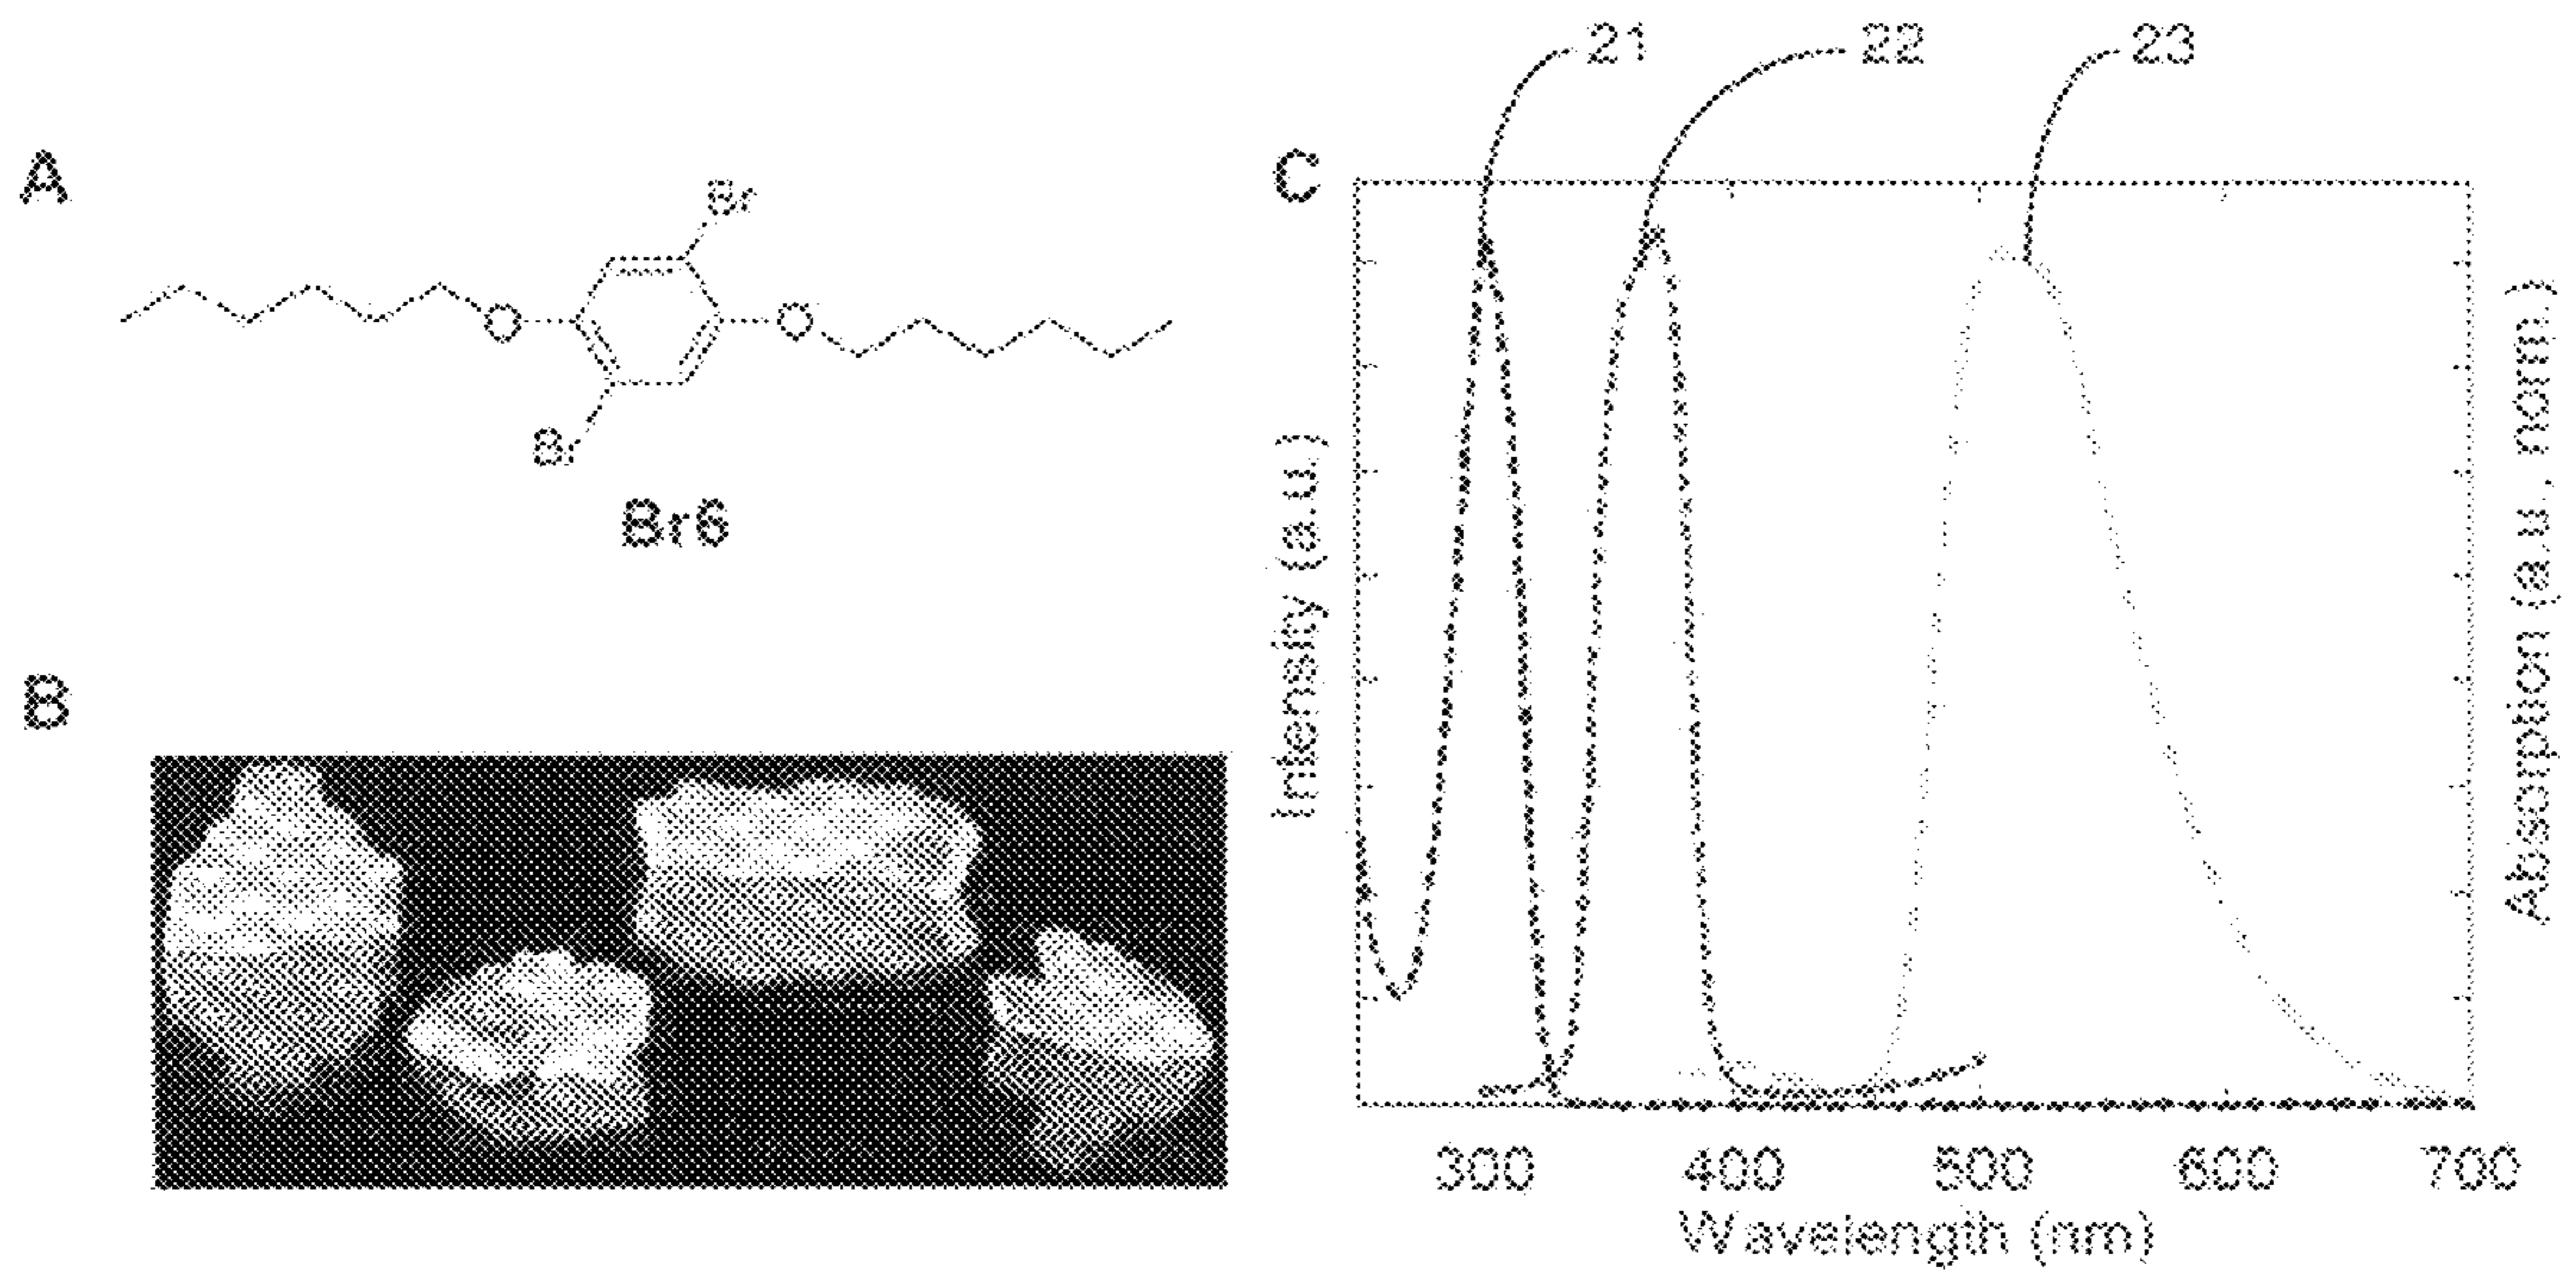 21 22 23
A
C
Br
O O
Br
Br6
B
Intensity (a.u.)
Absorption (a.u. norm.)
300 400 500 600 700
Wavelength (nm)